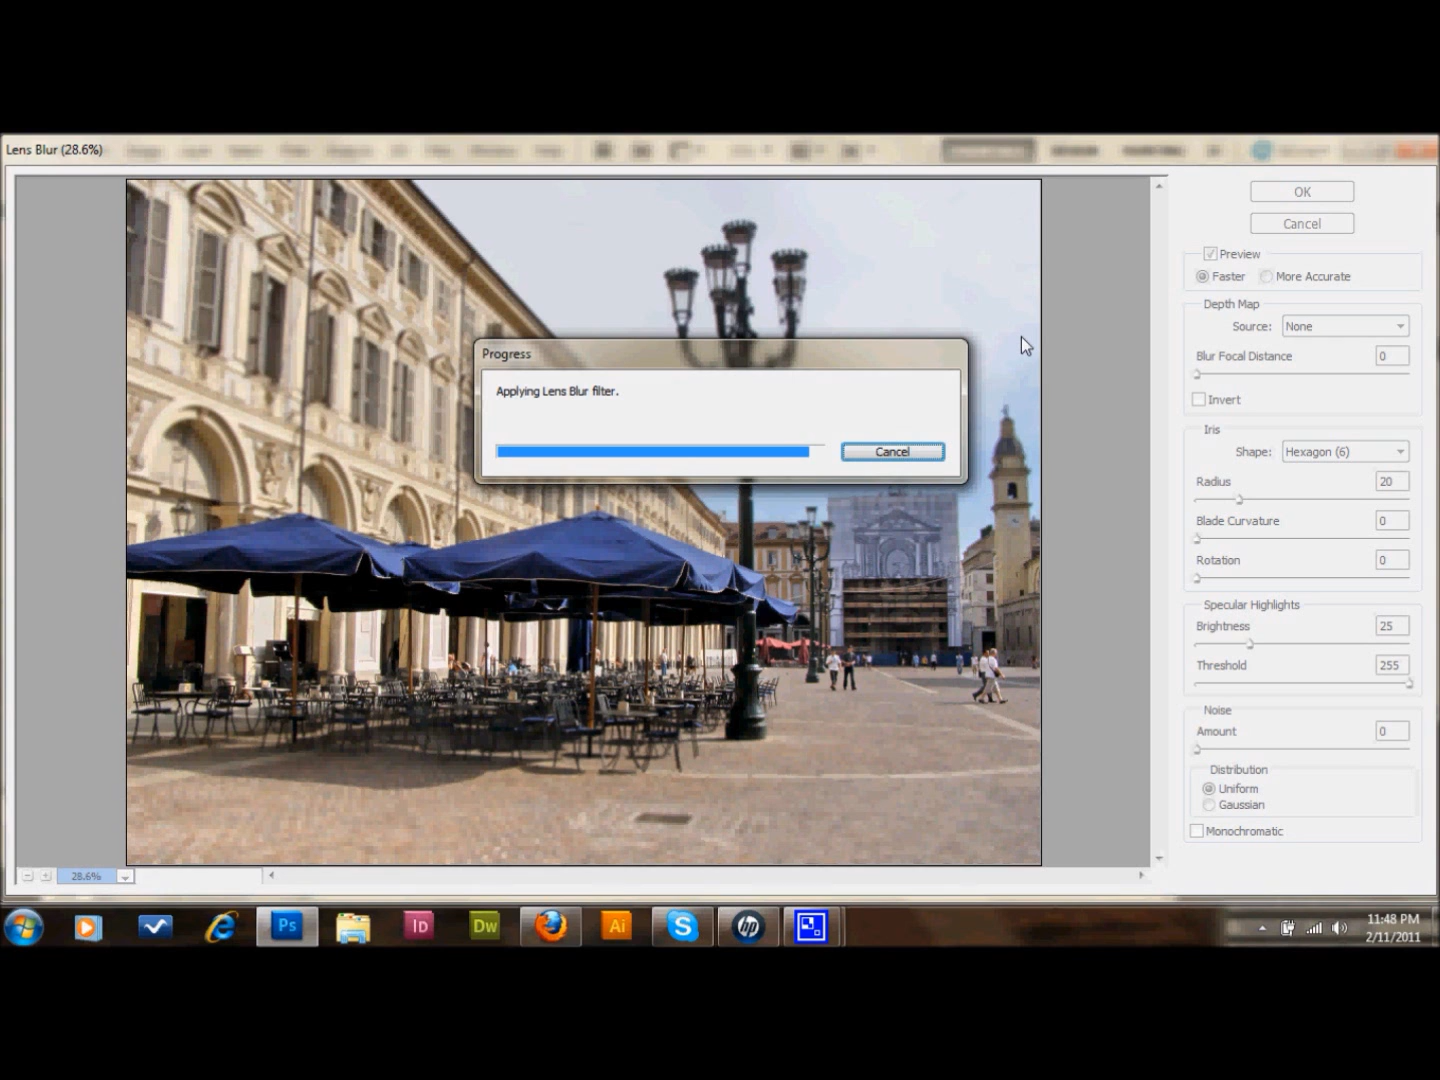 Lens Blur (28.6%)
OK
Cancel
Preview
Faster
More Accurate
Depth Map
Source: None
Blur Focal Distance 0
Invert
Iris
Shape: Hexagon (6)
Radius 20
Blade Curvature 0
Rotation 0
Specular Highlights
Brightness 25
Threshold 255
Noise
Amount 0
Distribution
Uniform
Gaussian
Monochromatic
Progress
Applying Lens Blur filter.
Cancel
28.6%
Ps
Id
Dw
Ai
S
hp
11:48 PM
2/11/2011